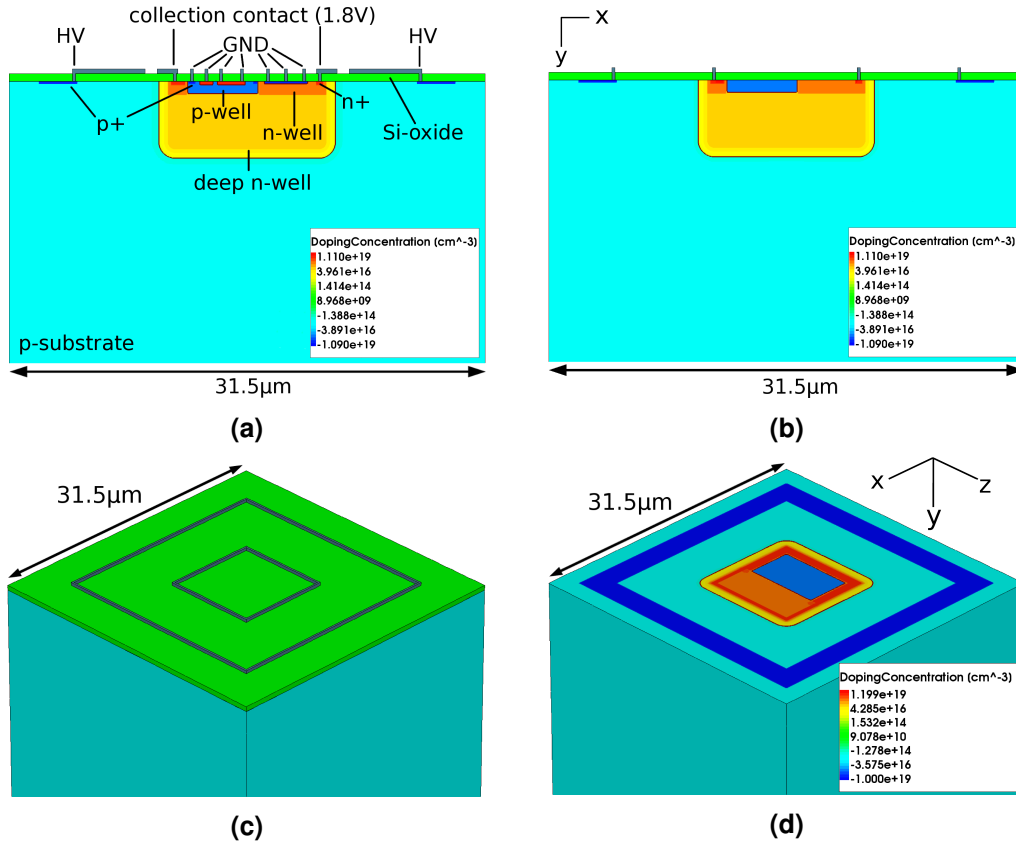 collection contact (1.8V)
HV
GND
HV
p+
p-well
n-well
n+
Si-oxide
deep n-well
DopingConcentration (cm^-3)
1.110e+19
3.961e+16
1.414e+14
8.968e+09
-1.388e+14
-3.891e+16
-1.090e+19
p-substrate
31.5μm
(a)
x
y
DopingConcentration (cm^-3)
1.110e+19
3.961e+16
1.414e+14
8.968e+09
-1.388e+14
-3.891e+16
-1.090e+19
31.5μm
(b)
31.5μm
(c)
31.5μm
x
y
z
DopingConcentration (cm^-3)
1.199e+19
4.285e+16
1.532e+14
9.078e+10
-1.278e+14
-3.575e+16
-1.000e+19
(d)